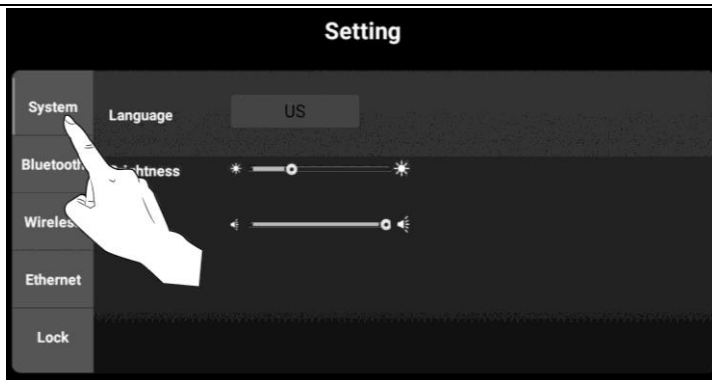 Setting
System
Language
US
Bluetooth
Wireless
Ethernet
Lock